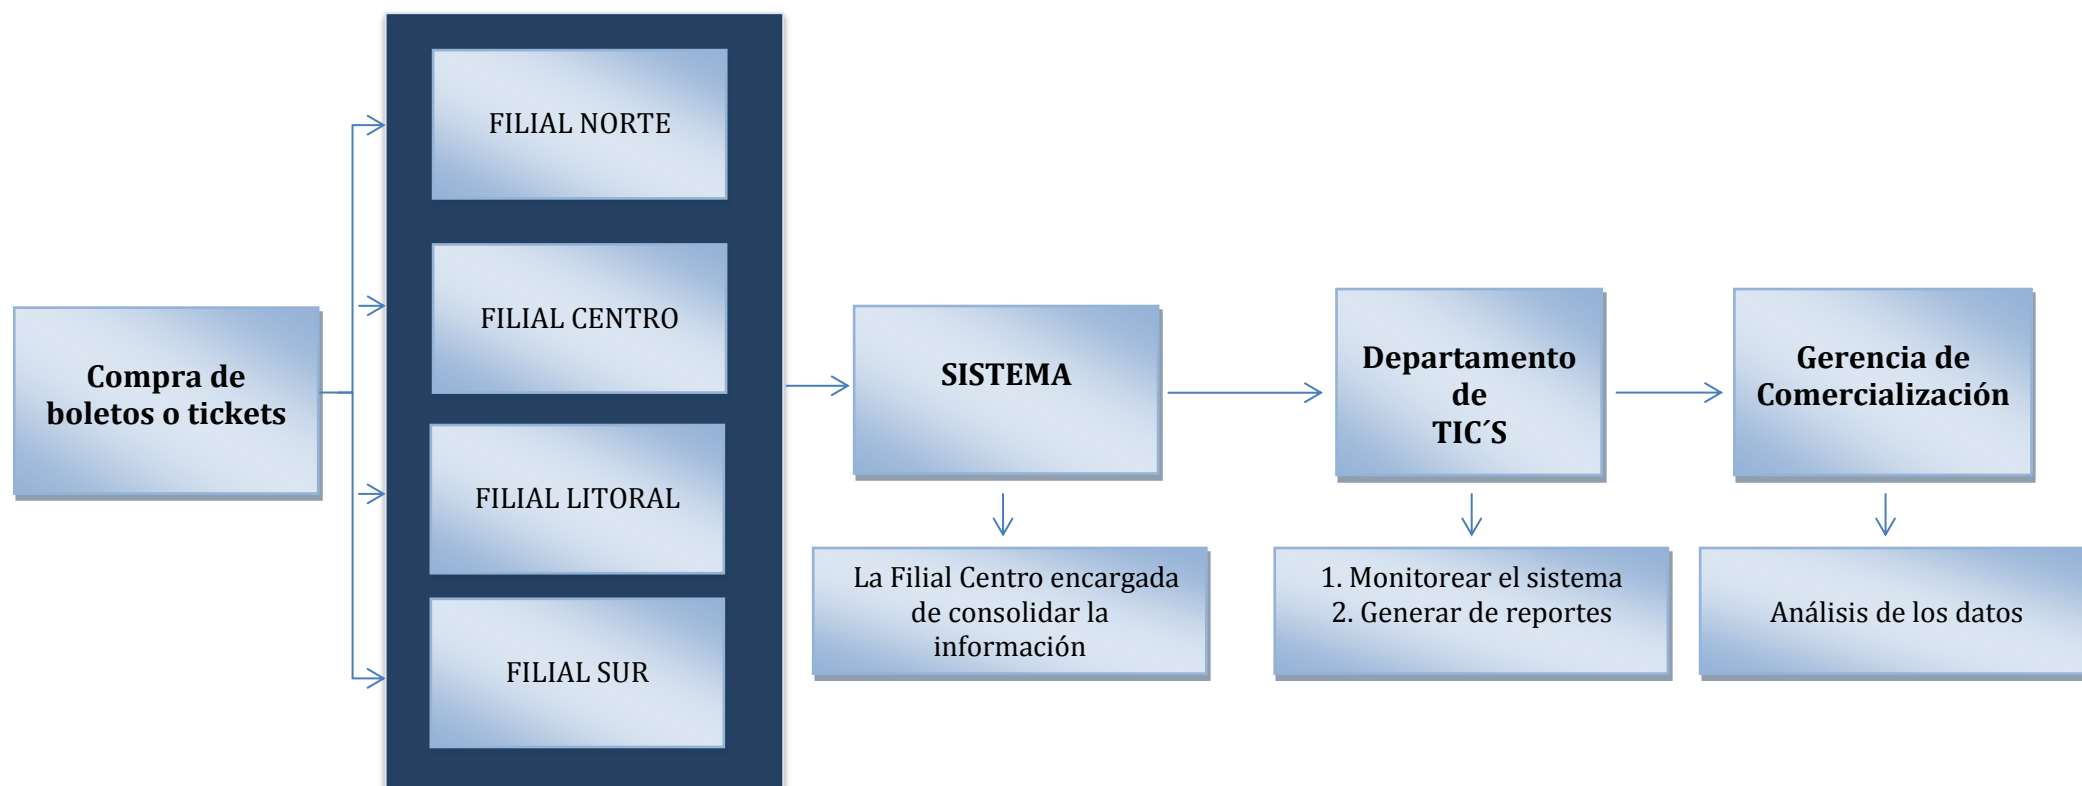 Compra de
boletos o tickets
FILIAL NORTE
FILIAL CENTRO
FILIAL LITORAL
FILIAL SUR
SISTEMA
La Filial Centro encargada
de consolidar la
información
Departamento
de
TIC´S
1. Monitorear el sistema
2. Generar de reportes
Gerencia de
Comercialización
Análisis de los datos